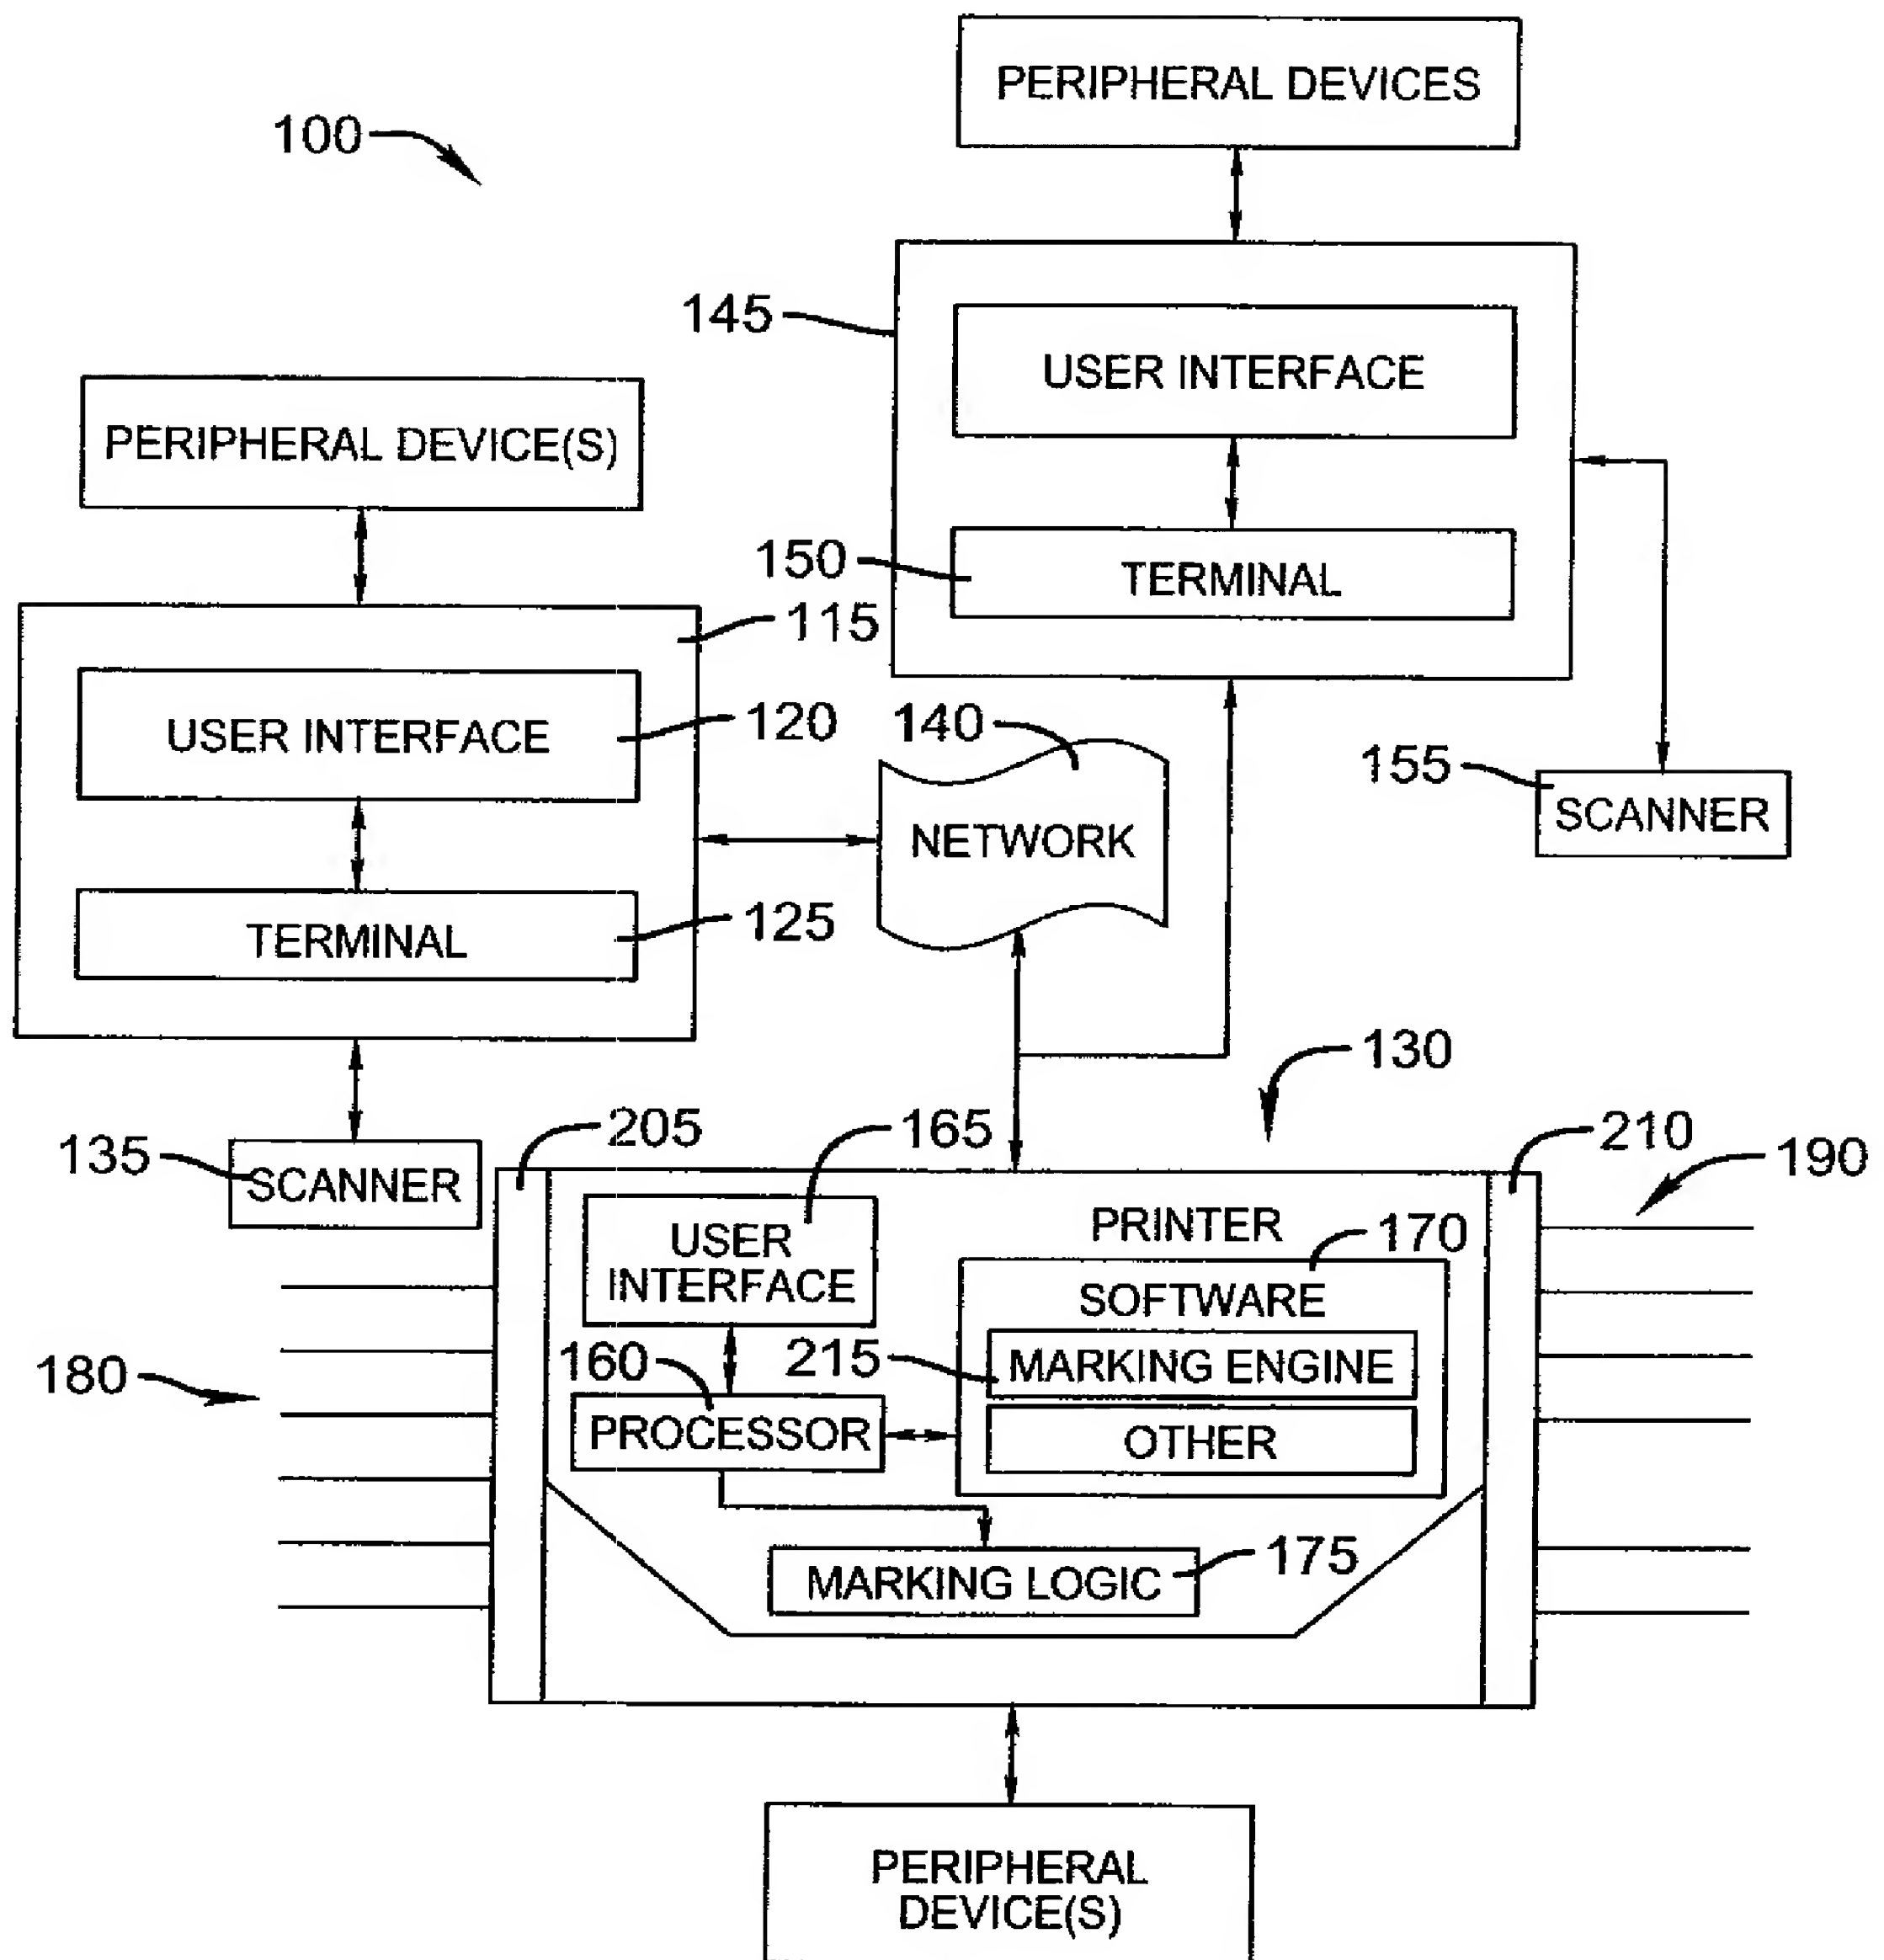 PERIPHERAL DEVICES
100
145
USER INTERFACE
PERIPHERAL DEVICE(S)
150
TERMINAL
115
USER INTERFACE
120
140
155
SCANNER
NETWORK
TERMINAL
125
130
205
165
210
190
135
SCANNER
PRINTER
170
USER
INTERFACE
SOFTWARE
160
215
MARKING ENGINE
180
PROCESSOR
OTHER
MARKING LOGIC
175
PERIPHERAL
DEVICE(S)